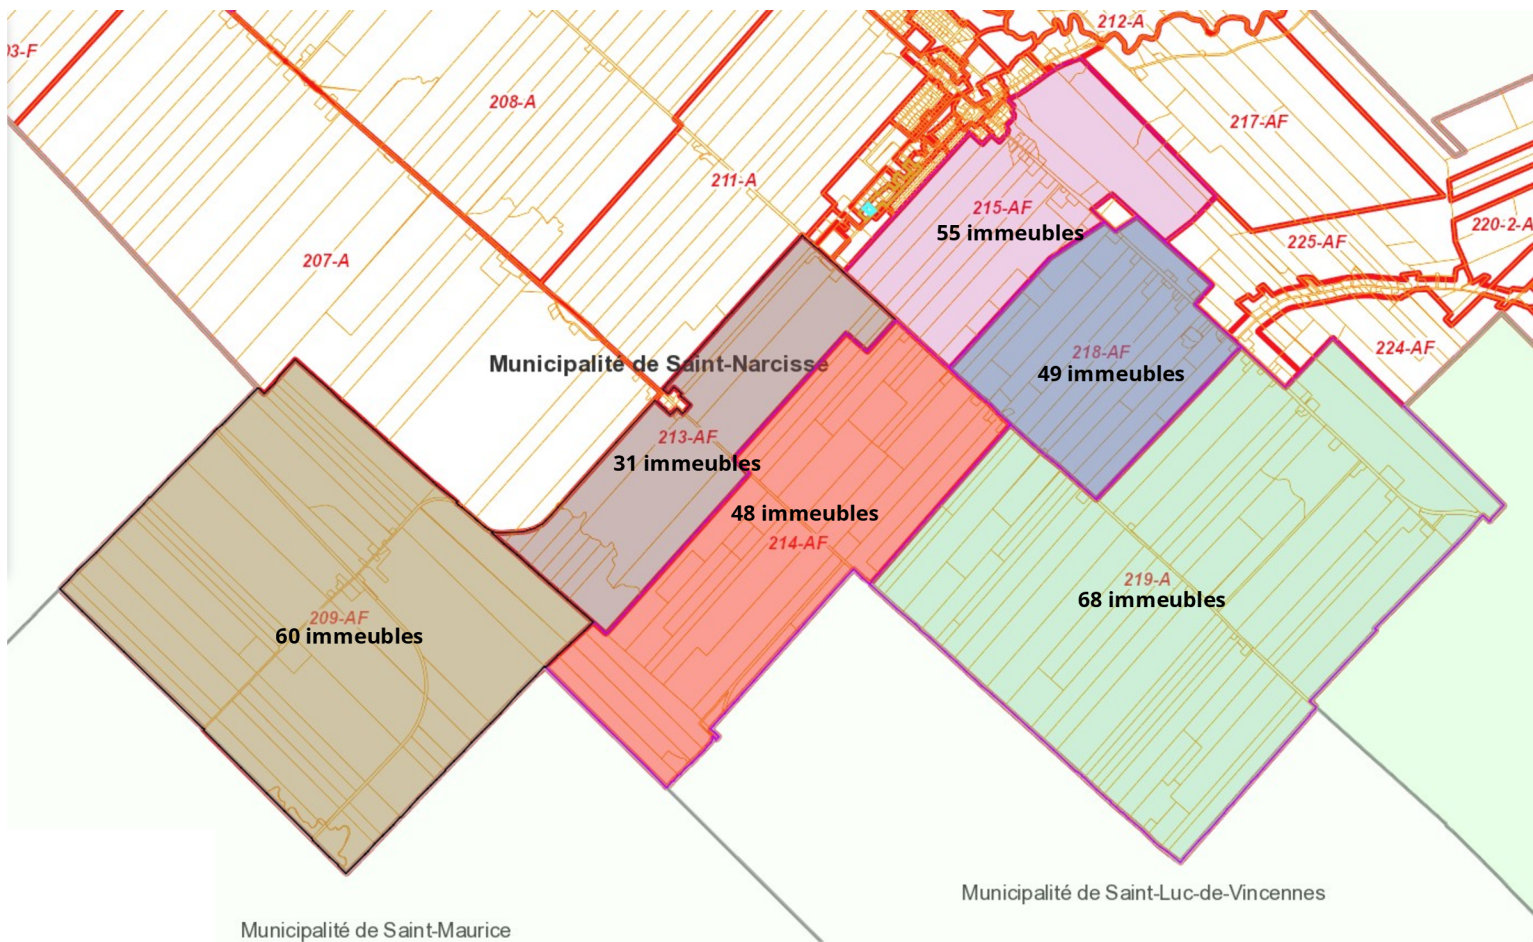 212-A
03-F
208-A
217-AF
211-A
215-AF
55 immeubles
220-2-A
225-AF
207-A
Municipalité de Saint-Narcisse
218-AF
49 immeubles
224-AF
213-AF
31 immeubles
48 immeubles
214-AF
219-A
68 immeubles
209-AF
60 immeubles
Municipalité de Saint-Luc-de-Vincennes
Municipalité de Saint-Maurice